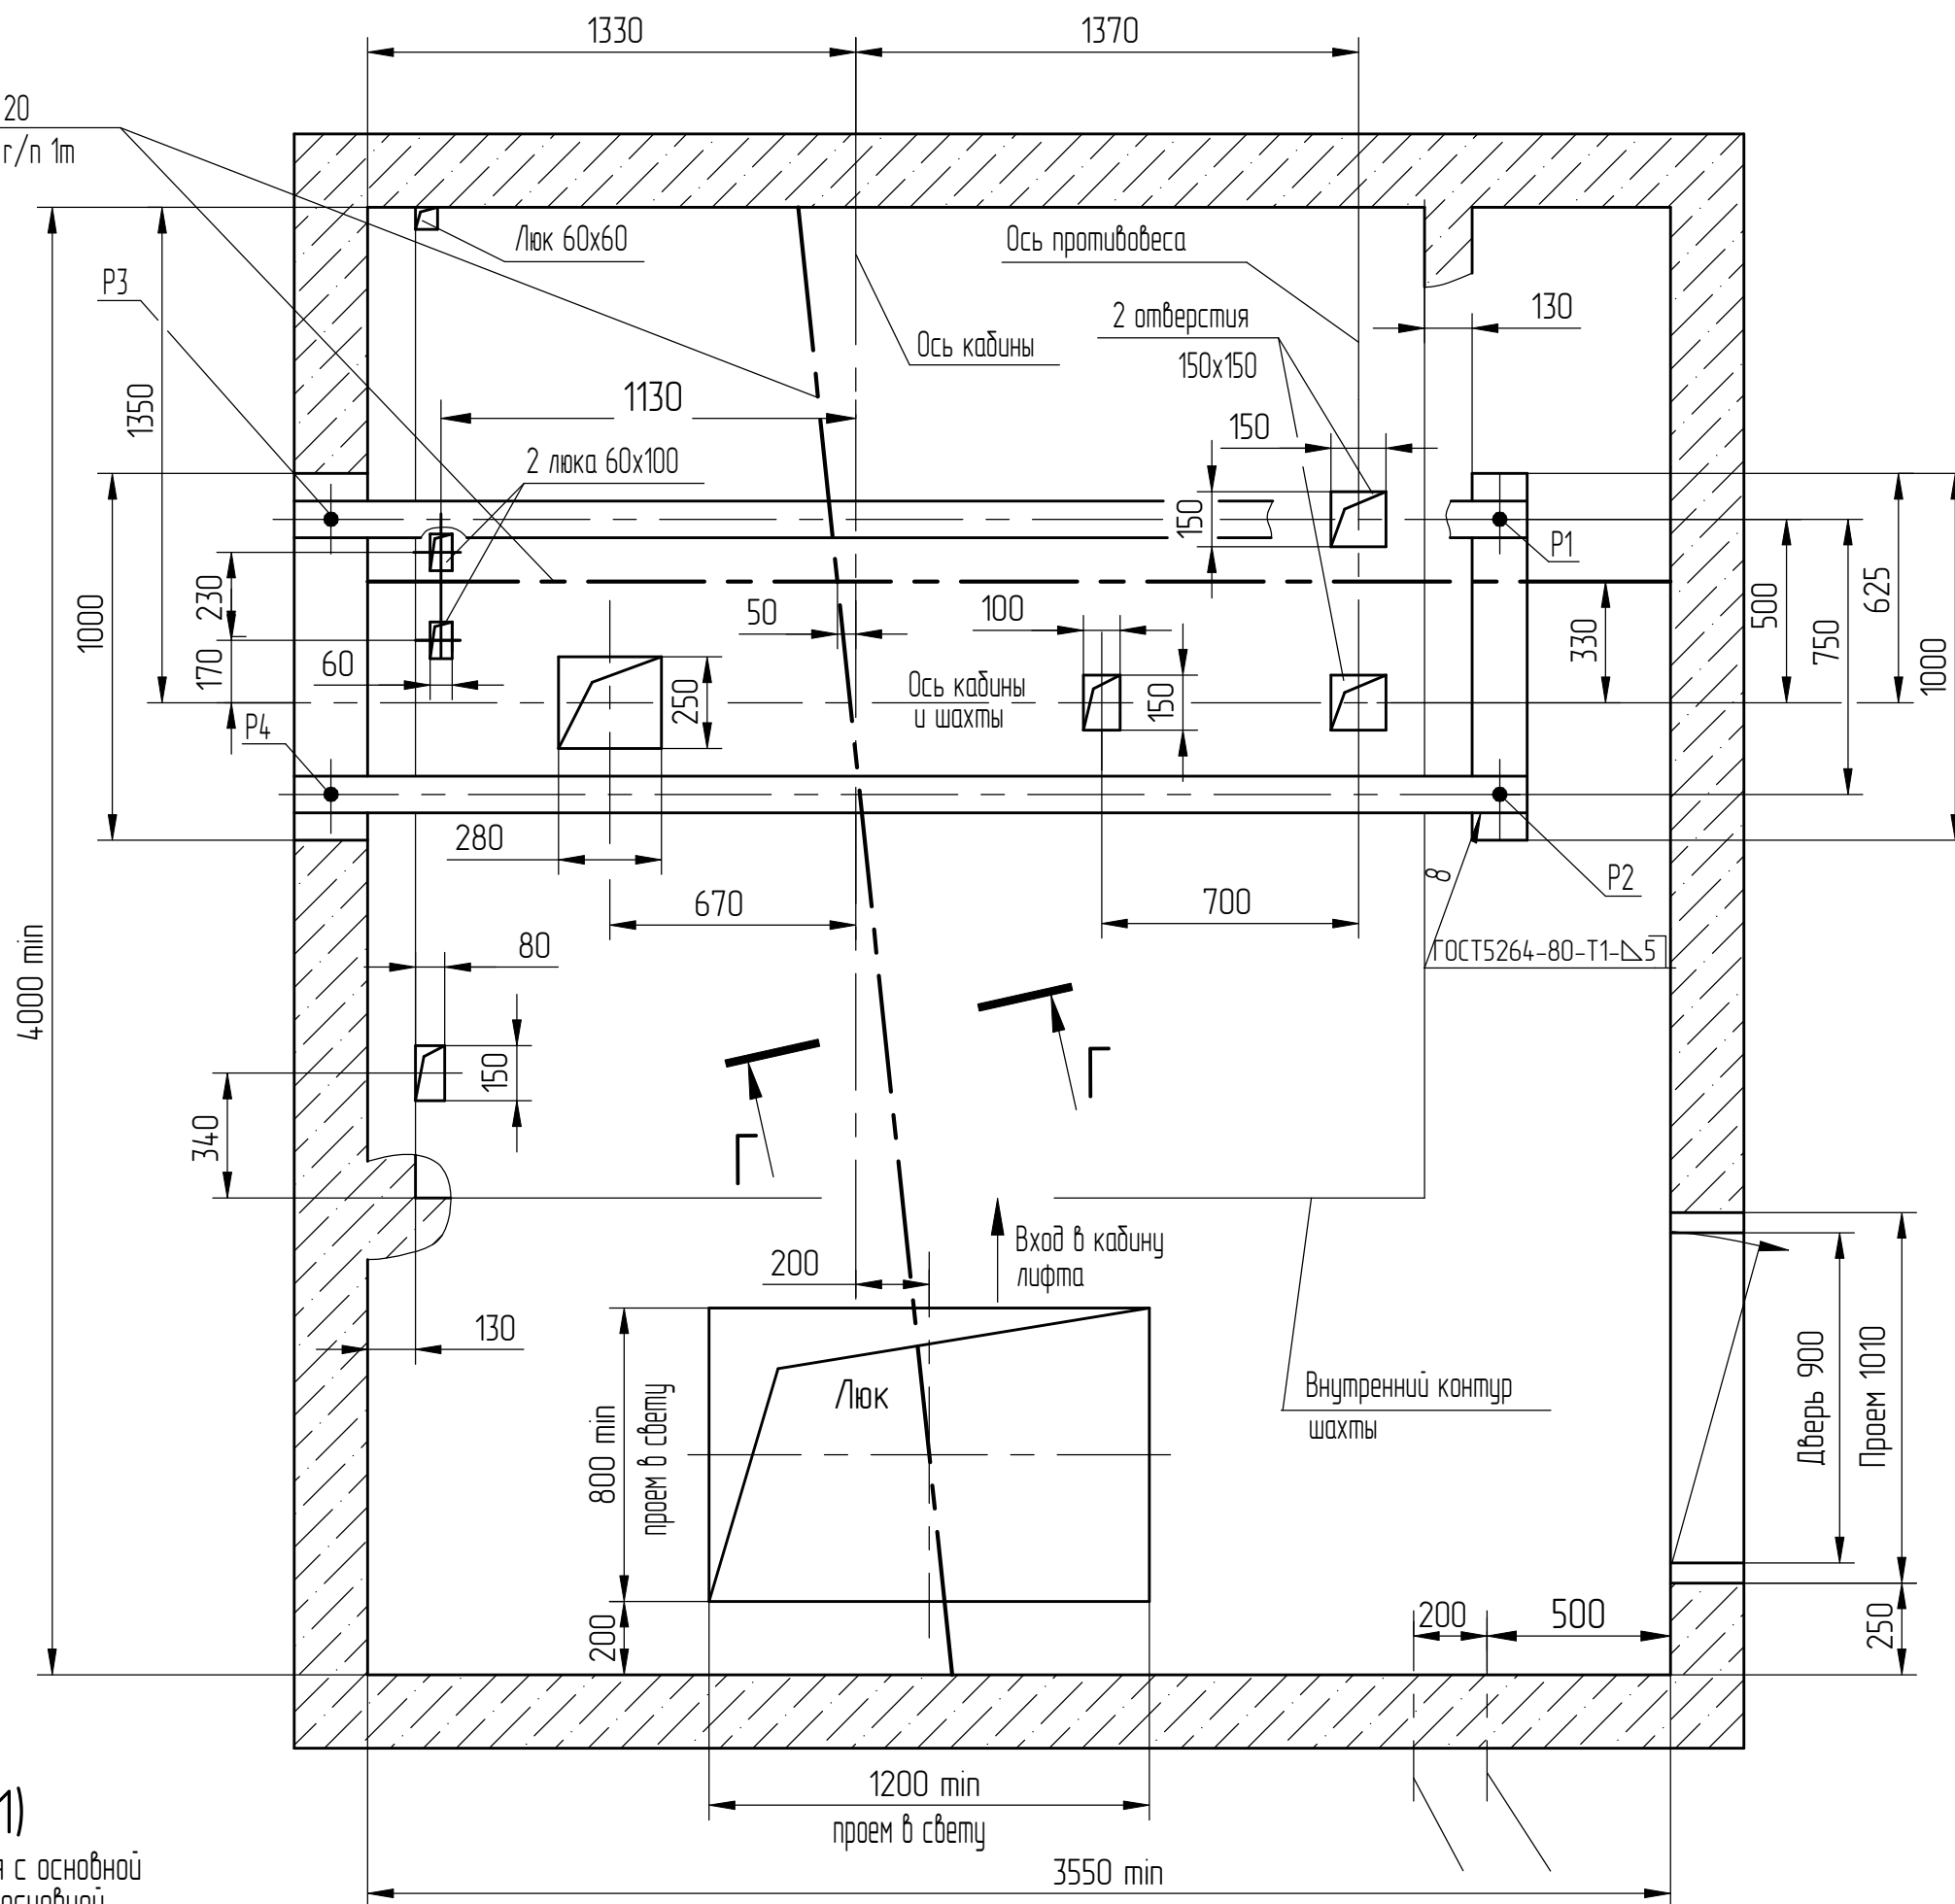 1330
1370
20
г/п 1т
Люк 60х60
Ось противовеса
Р3
2 отверстия
150х150
130
Ось кабины
1350
1130
150
2 люка 60х100
150
Р1
1000
230
50
100
500
625
170
60
330
750
1000
Р4
250
Ось кабины
и шахты
150
280
8
Р2
670
700
80
ГОСТ5264-80-Т1-⊿5
4000 min
150
Г
340
Г
Вход в кабину
лифта
200
130
Дверь 900
Проем 1010
Люк
Внутренний контур
шахты
800 min
проем в свету
200
200
500
250
1200 min
проем в свету
1)
с основной
основной
3550 min